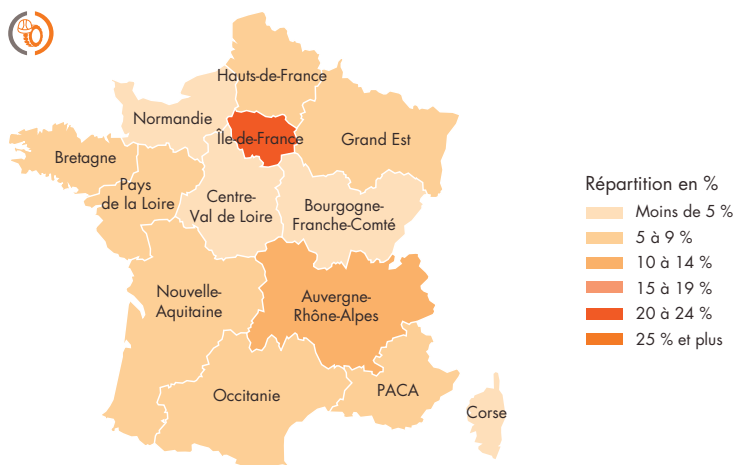 Hauts-de-France
Normandie
Île-de-France
Grand Est
Bretagne
Pays
de la Loire
Centre-
Val de Loire
Bourgogne-
Franche-Comté
Nouvelle-
Aquitaine
Auvergne-
Rhône-Alpes
Occitanie
PACA
Corse
Répartition en %
Moins de 5 %
5 à 9 %
10 à 14 %
15 à 19 %
20 à 24 %
25 % et plus